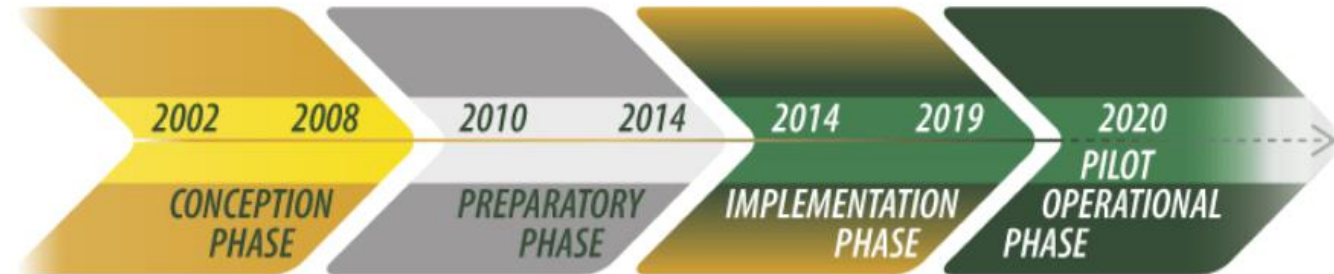 2002 2008
CONCEPTION
PHASE
2010 2014
PREPARATORY
PHASE
2014 2019
IMPLEMENTATION
PHASE
2020
PILOT
OPERATIONAL
PHASE